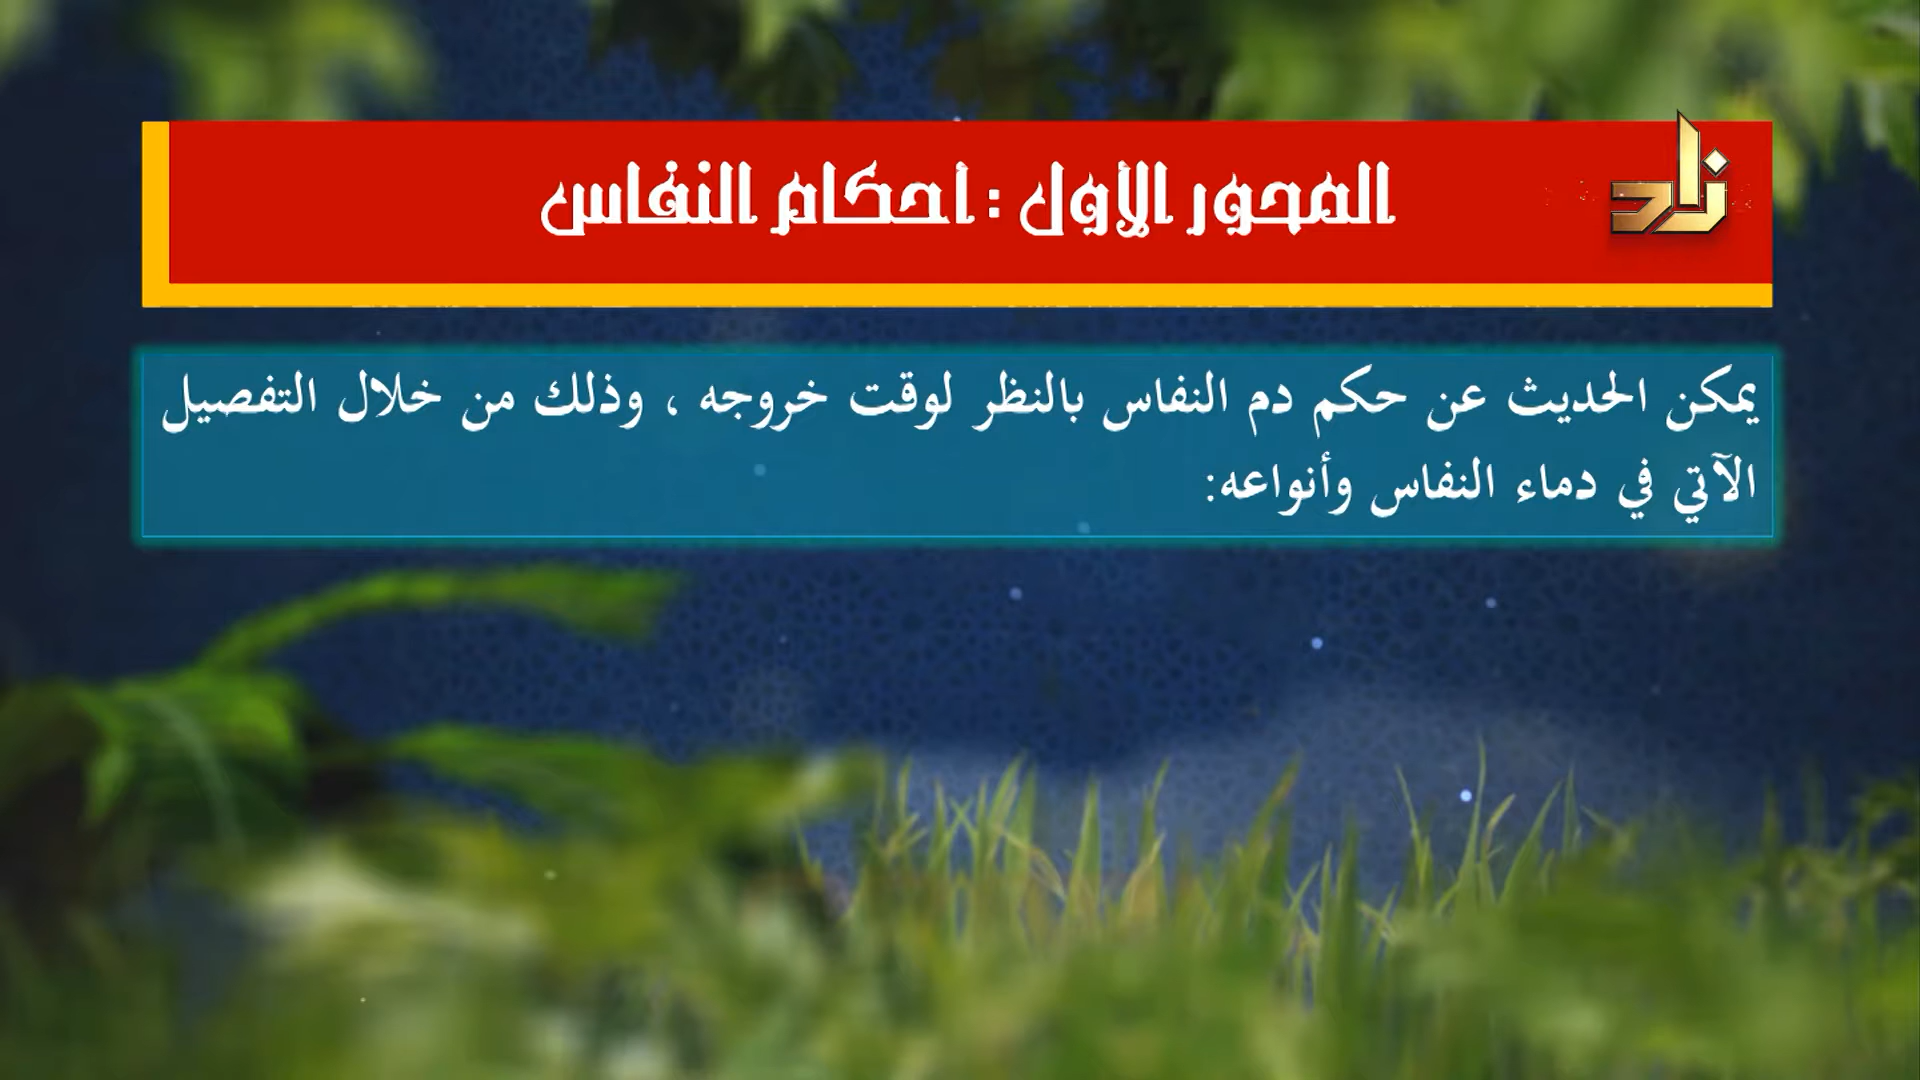 زاد
المحور الأول : أحكام النفاس
يمكن الحديث عن حكم دم النفاس بالنظر لوقت خروجه ، وذلك من خلال التفصيل
الآتي في دماء النفاس وأنواعه: